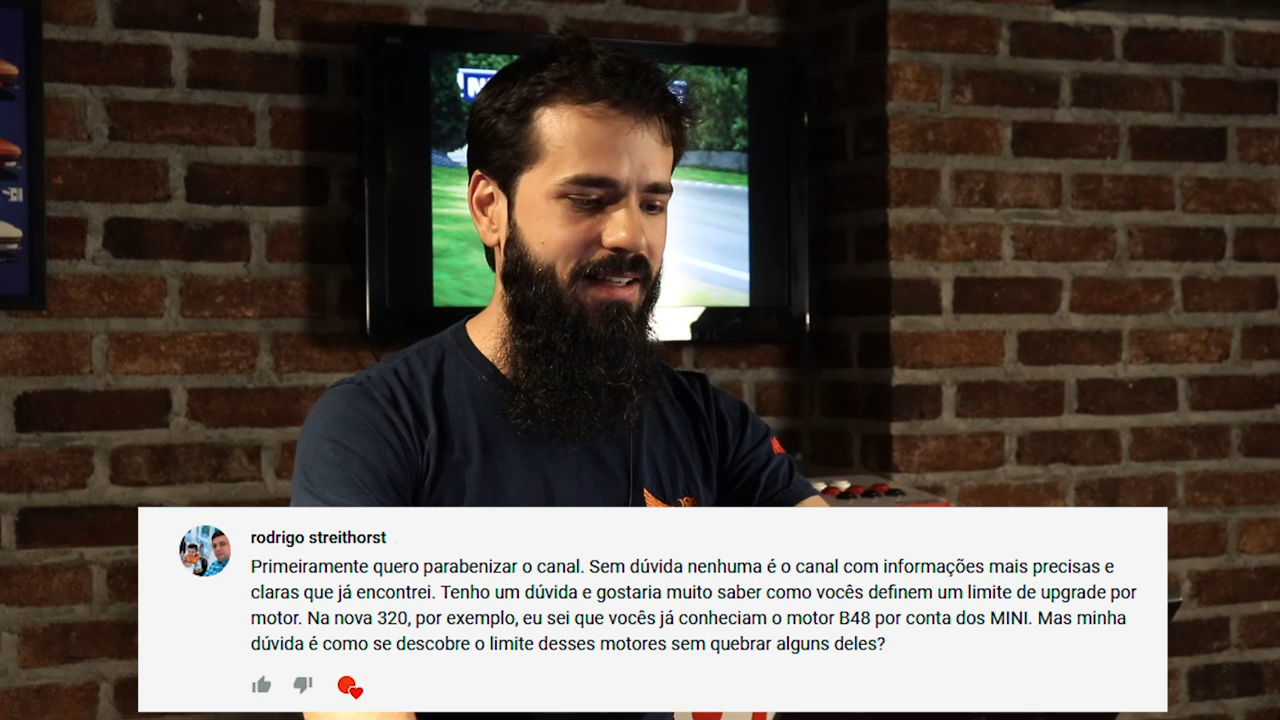 rodrigo streithorst
Primeiramente quero parabenizar o canal. Sem dúvida nenhuma é o canal com informações mais precisas e
claras que já encontrei. Tenho um dúvida e gostaria muito saber como vocês definem um limite de upgrade por
motor. Na nova 320, por exemplo, eu sei que vocês já conheciam o motor B48 por conta dos MINI. Mas minha
dúvida é como se descobre o limite desses motores sem quebrar alguns deles?